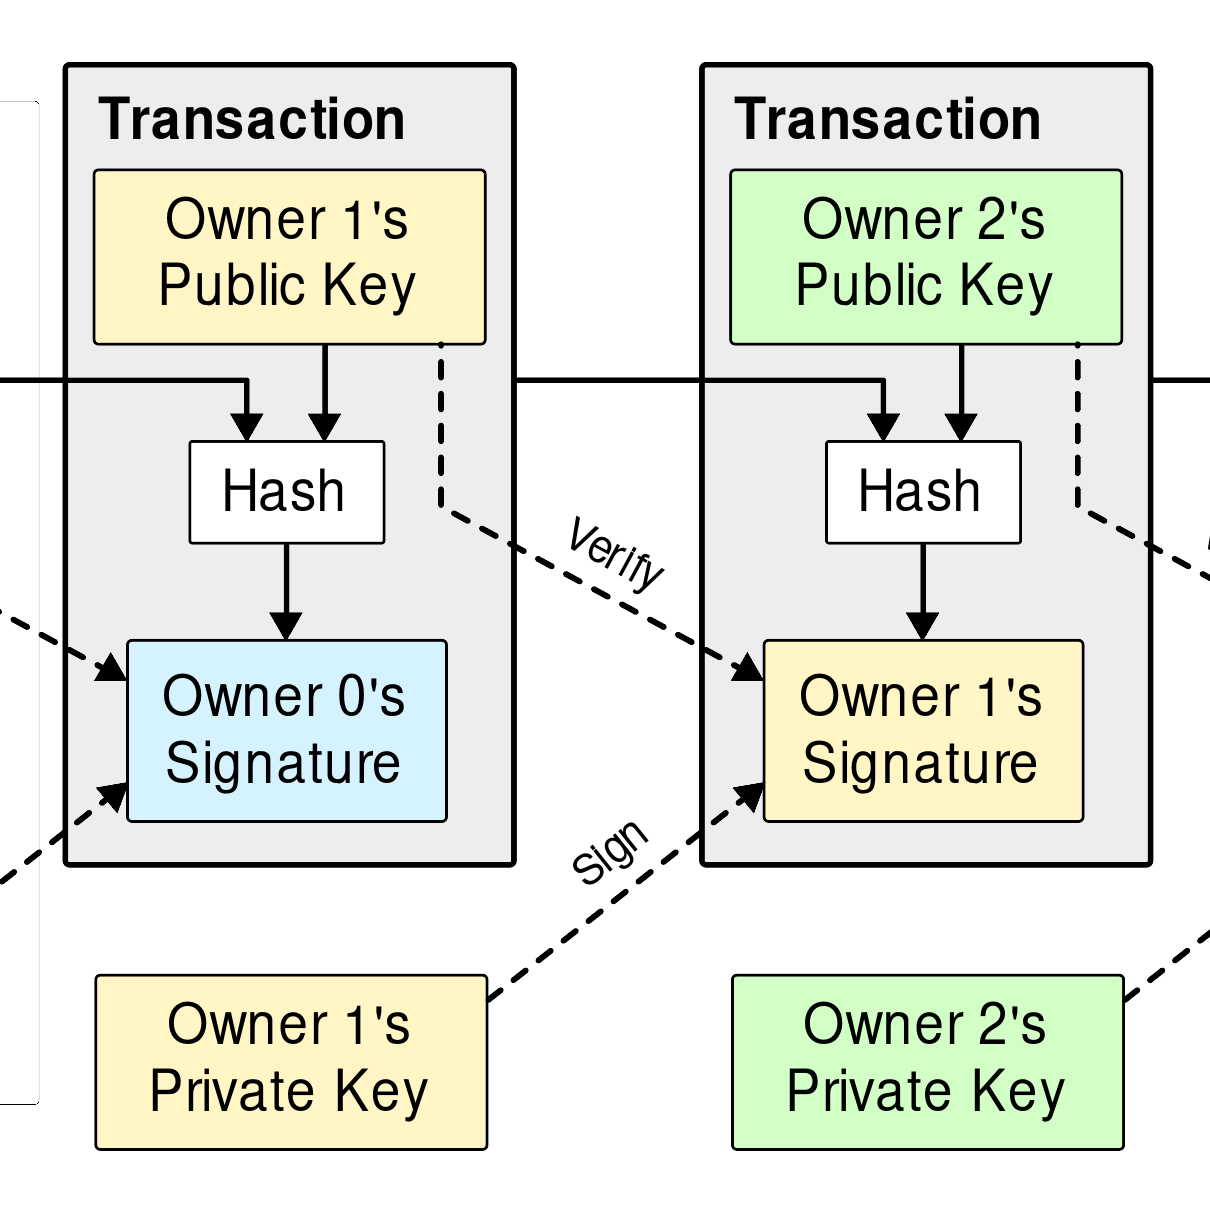 Transaction
Owner 1's
Public Key
Hash
Owner 0's
Signature
Verify
Sign
Owner 1's
Private Key
Transaction
Owner 2's
Public Key
Hash
Owner 1's
Signature
Owner 2's
Private Key